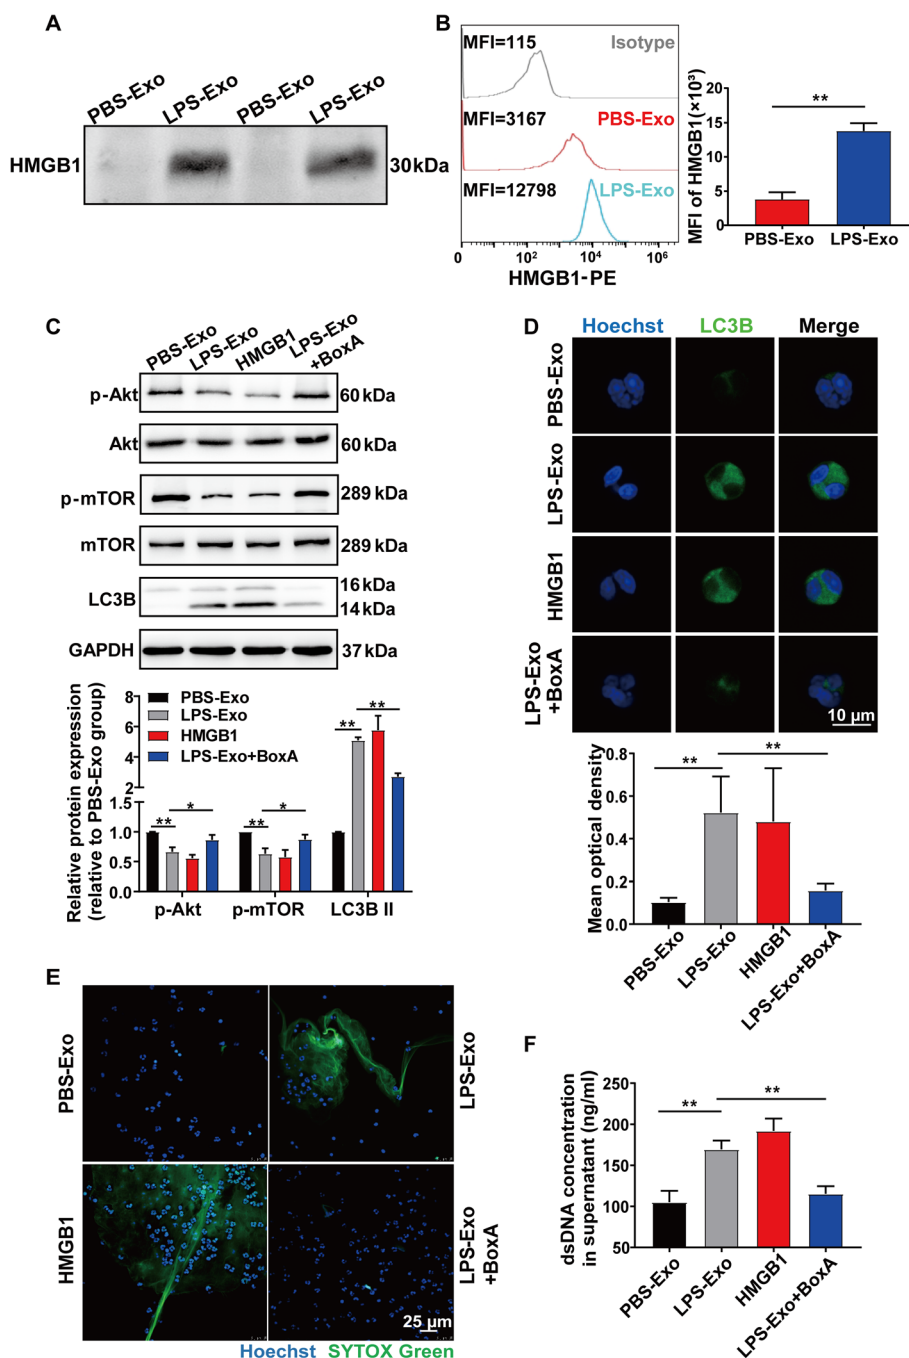 A
PBS-Exo
LPS-Exo
PBS-Exo
LPS-Exo
HMGB1
30kDa
B
MFI=115
Isotype
MFI=3167
PBS-Exo
MFI=12798
LPS-Exo
0
10²
10⁴
10⁶
HMGB1-PE
MFI of HMGB1(×10³)
20
15
10
5
0
**
PBS-Exo
LPS-Exo
C
PBS-Exo
LPS-Exo
HMGB1
LPS-Exo
+BoxA
p-Akt
60 kDa
Akt
60 kDa
p-mTOR
289 kDa
mTOR
289 kDa
LC3B
16kDa
14kDa
GAPDH
37 kDa
Relative protein expression
(relative to PBS-Exo group)
8
6
4
2
1.5
1.0
0.5
0.0
PBS-Exo
LPS-Exo
HMGB1
LPS-Exo+BoxA
**
*
**
*
**
**
p-Akt
p-mTOR
LC3B II
D
Hoechst
LC3B
Merge
PBS-Exo
LPS-Exo
HMGB1
LPS-Exo
+BoxA
10 µm
Mean optical density
0.8
0.6
0.4
0.2
0.0
**
**
PBS-Exo
LPS-Exo
HMGB1
LPS-Exo+BoxA
E
PBS-Exo
LPS-Exo
HMGB1
LPS-Exo
+BoxA
25 µm
Hoechst SYTOX Green
F
dsDNA concentration
in supernatant (ng/ml)
250
200
150
100
50
**
**
PBS-Exo
LPS-Exo
HMGB1
LPS-Exo+BoxA